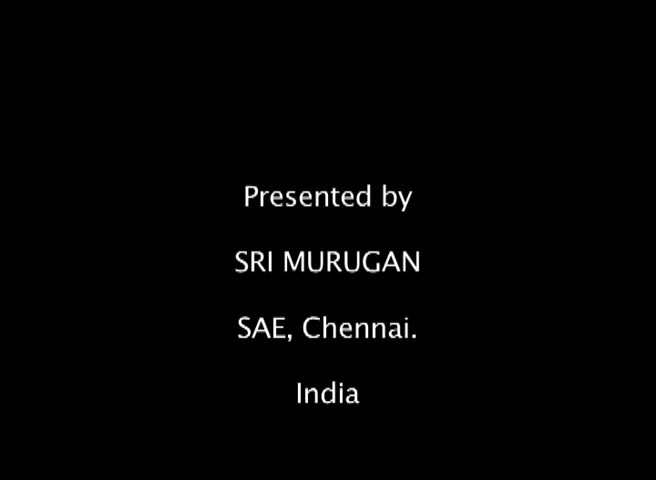 Presented by
SRI MURUGAN
SAE, Chennai.
India